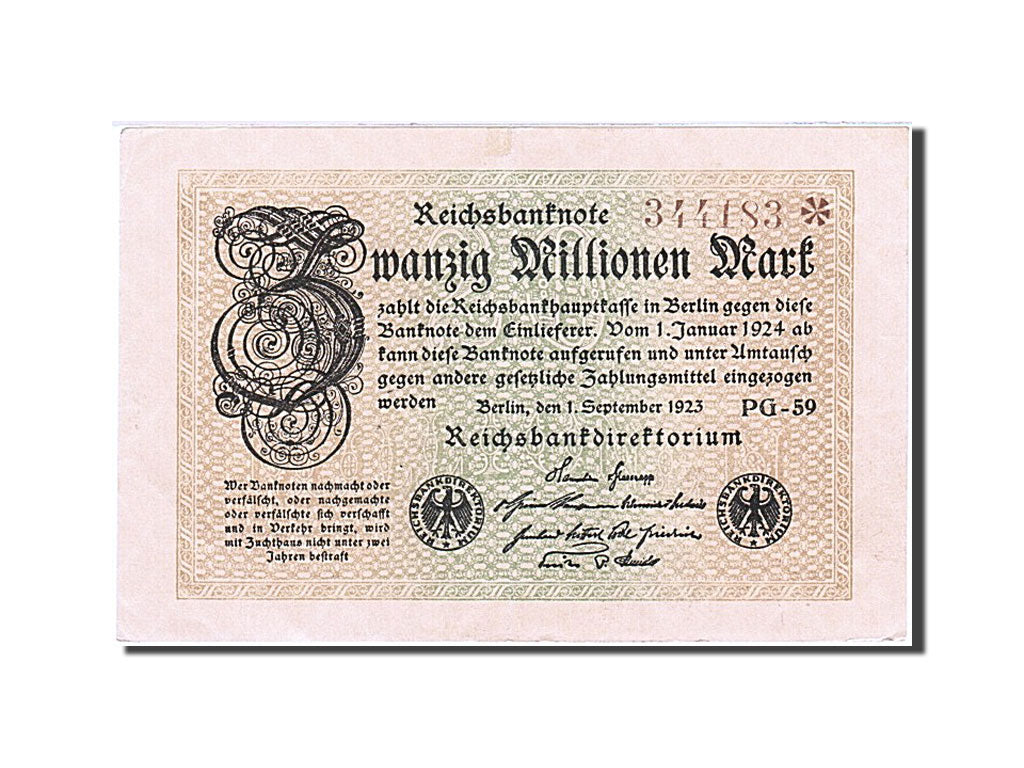 Reichsbanknote 344183 *
Zwanzig Millionen Mark
zahlt die Reichsbankhauptkasse in Berlin gegen diese
Banknote dem Einlieferer. Vom 1. Januar 1924 ab
kann diese Banknote aufgerufen und unter Umtausch
gegen andere gesetzliche Zahlungsmittel eingezogen
werden Berlin, den 1. September 1923 PG-59
Reichsbankdirektorium
Wer Banknoten nachmacht oder
verfälscht, oder nachgemachte
oder verfälschte sich verschafft
und in Verkehr bringt, wird
mit Zuchthaus nicht unter zwei
Jahren bestraft
REICHSBANKDIREKTORIUM
REICHSBANKDIREKTORIUM